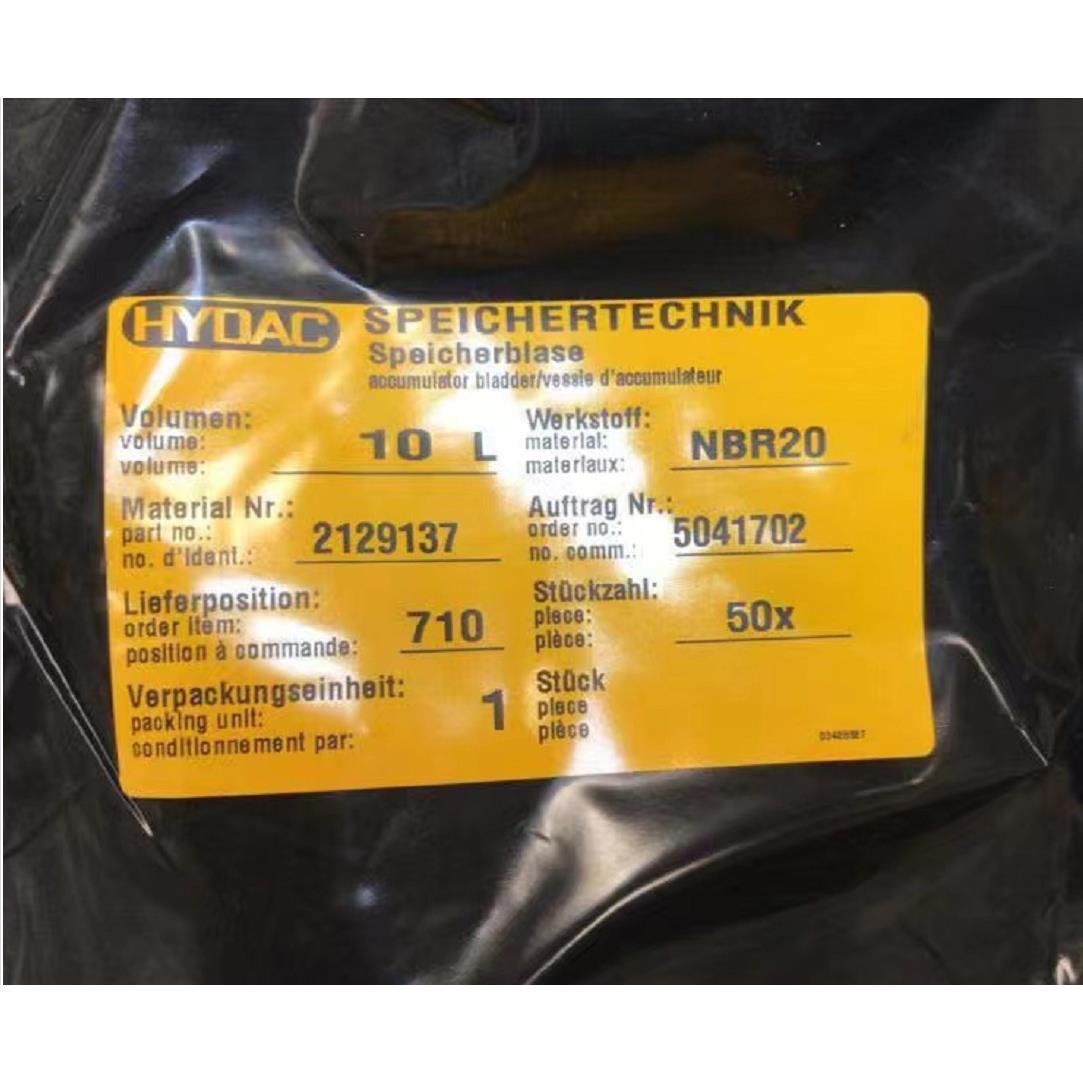 HYDAC SPEICHERTECHNIK
Speicherblase
accumulator bladder/vessie d'accumulateur
Volumen:
volume:
volume:
10 L
Werkstoff:
material:
materiaux:
NBR20
Material Nr.:
part no.:
no. d'ident.:
2129137
Auftrag Nr.:
order no.:
no. comm.:
5041702
Lieferposition:
order item:
position à commande:
710
Stückzahl:
piece:
pièce:
50x
Verpackungseinheit:
packing unit:
conditionnement par:
1
Stück
piece
pièce